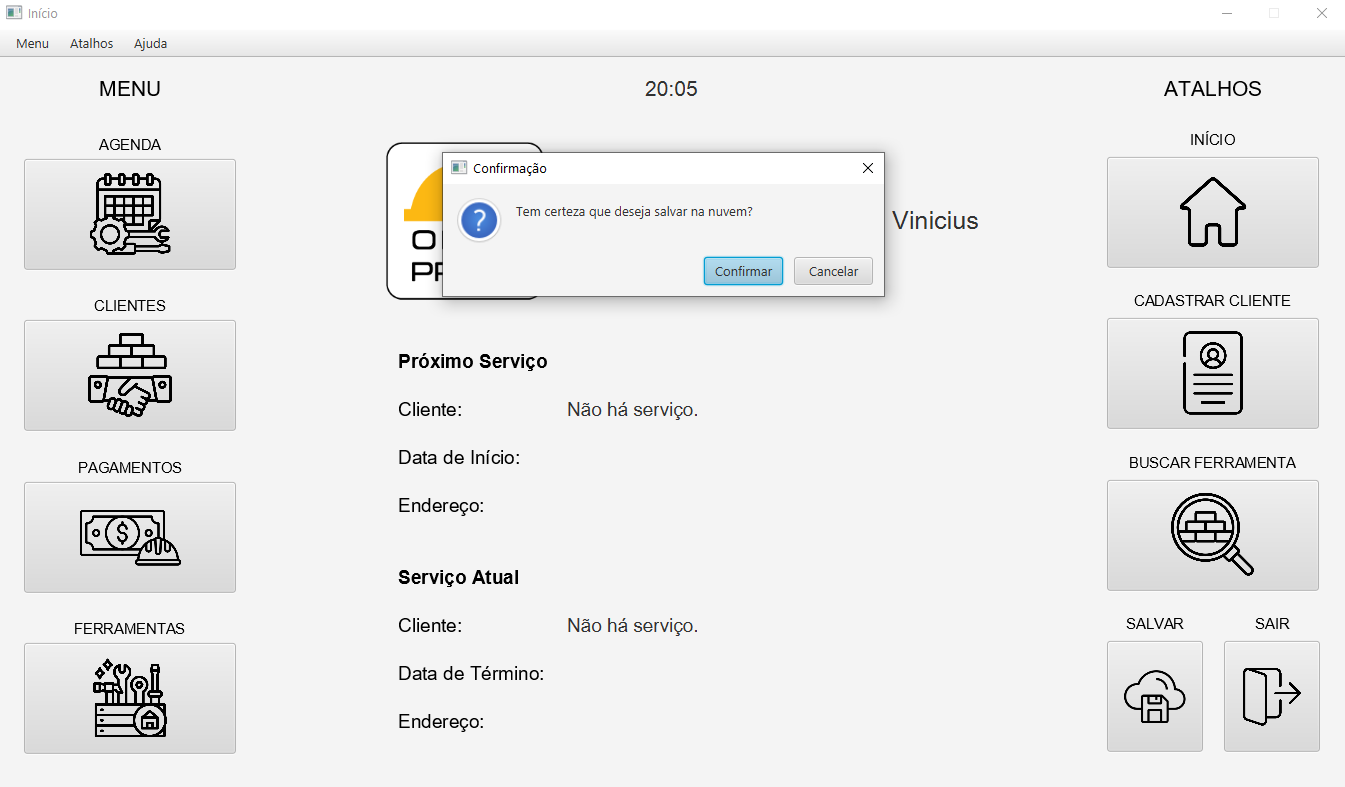 Início
Menu Atalhos Ajuda
MENU
20:05
ATALHOS
AGENDA
INÍCIO
Confirmação
Tem certeza que deseja salvar na nuvem?
Confirmar Cancelar
Vinicius
CLIENTES
CADASTRAR CLIENTE
Próximo Serviço
Cliente: Não há serviço.
Data de Início:
Endereço:
PAGAMENTOS
BUSCAR FERRAMENTA
Serviço Atual
Cliente: Não há serviço.
Data de Término:
Endereço:
FERRAMENTAS
SALVAR SAIR